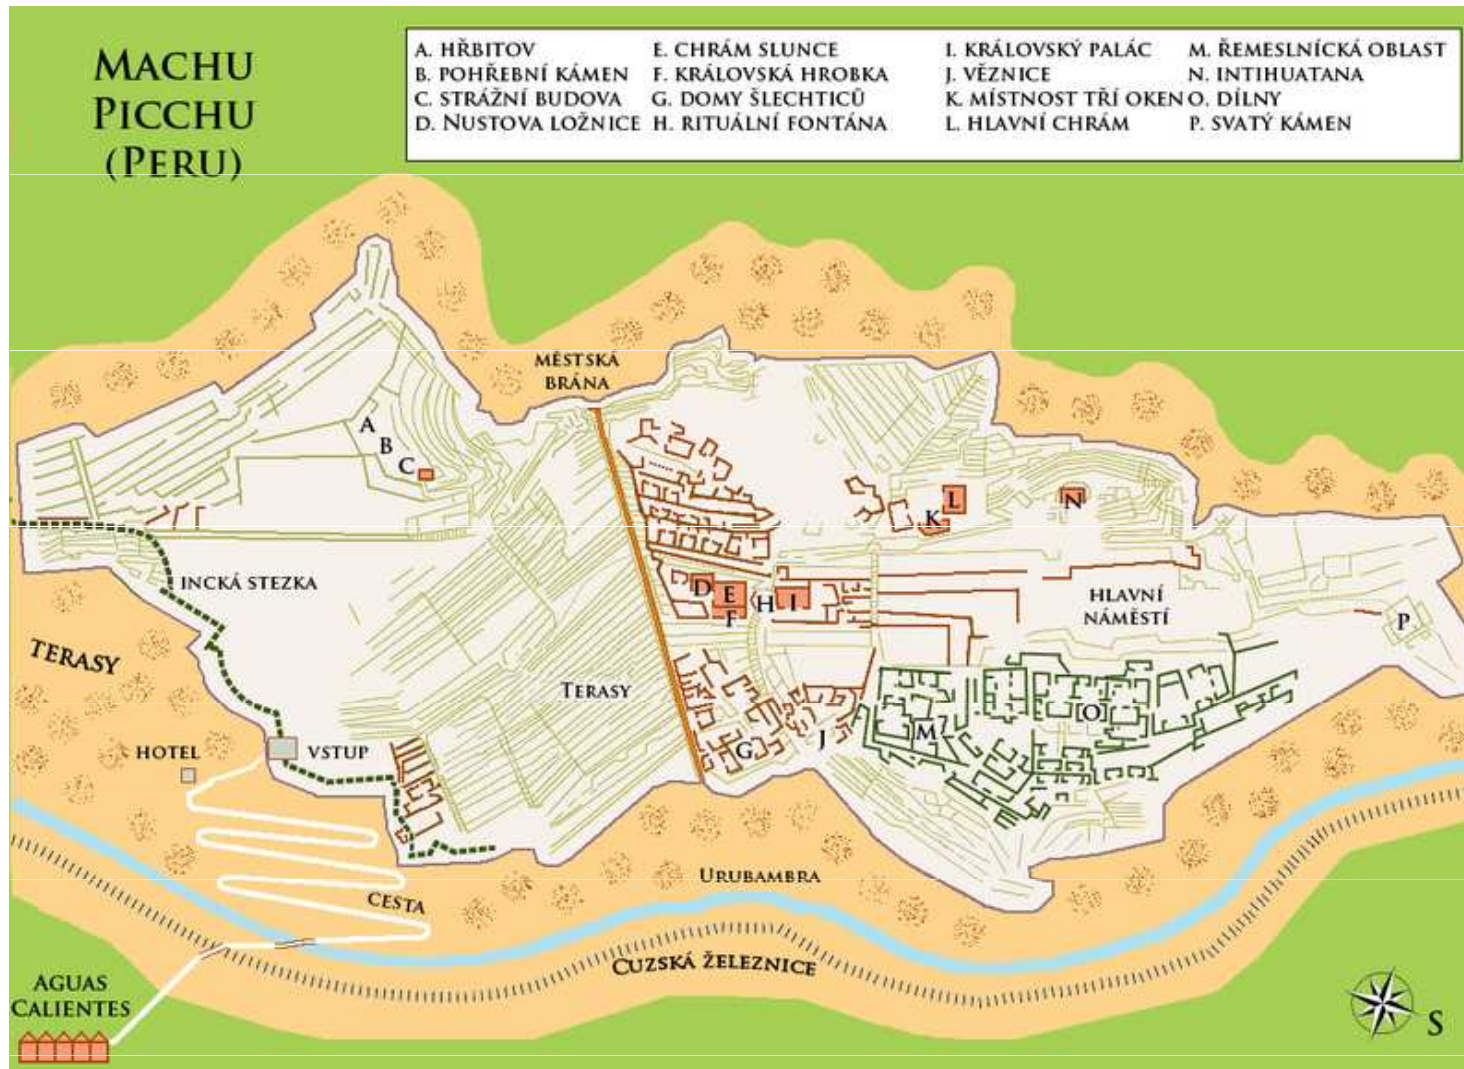 MACHU
PICCHU
(PERU)
A. HŘBITOV
B. POHŘEBNÍ KÁMEN
C. STRÁŽNÍ BUDOVA
D. NUSTOVA LOŽNICE
E. CHRÁM SLUNCE
F. KRÁLOVSKÁ HROBKA
G. DOMY ŠLECHTICŮ
H. RITUÁLNÍ FONTÁNA
I. KRÁLOVSKÝ PALÁC
J. VĚZNICE
K. MÍSTNOST TŘÍ OKEN
L. HLAVNÍ CHRÁM
M. ŘEMESLNÍCKÁ OBLAST
N. INTIHUATANA
O. DÍLNY
P. SVATÝ KÁMEN
MĚSTSKÁ
BRÁNA
A
B
C
L
K
N
INCKÁ STEZKA
D
E
F
H
I
HLAVNÍ
NÁMĚSTÍ
P
TERASY
TERASY
HOTEL
VSTUP
G
J
M
O
CESTA
URUBAMBRA
CUZSKÁ ŽELEZNICE
AGUAS
CALIENTES
S